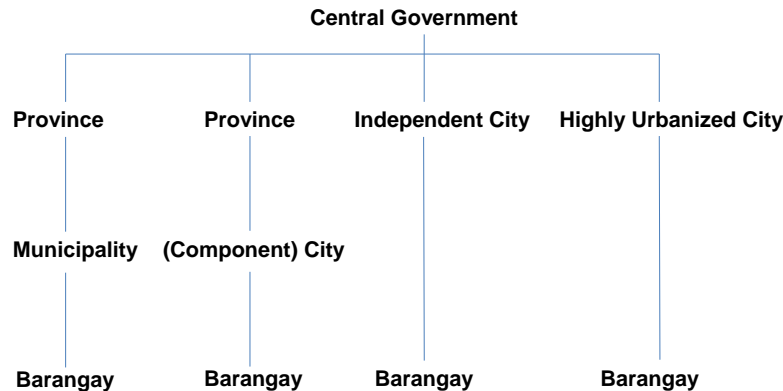 Central Government
Province Province Independent City Highly Urbanized City
Municipality (Component) City
Barangay Barangay Barangay Barangay